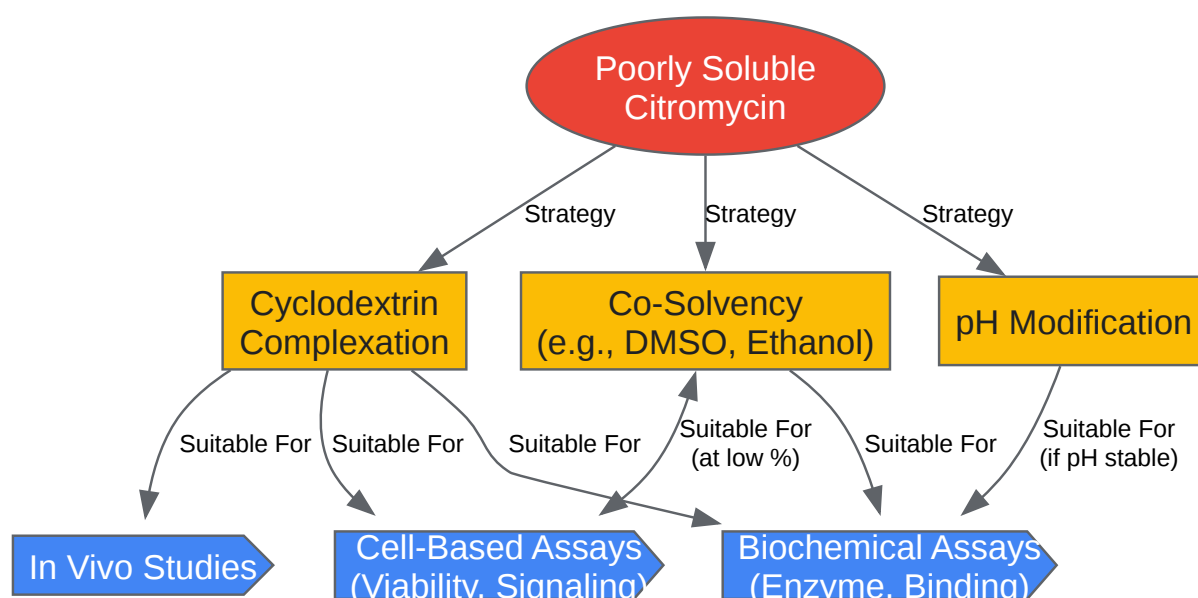 Poorly Soluble
Citromycin
Strategy
Strategy
Strategy
Cyclodextrin
Complexation
Co-Solvency
(e.g., DMSO, Ethanol)
pH Modification
Suitable For
Suitable For
Suitable For
Suitable For
(at low %)
Suitable For
Suitable For
(if pH stable)
In Vivo Studies
Cell-Based Assays
(Viability, Signaling)
Biochemical Assays
(Enzyme, Binding)